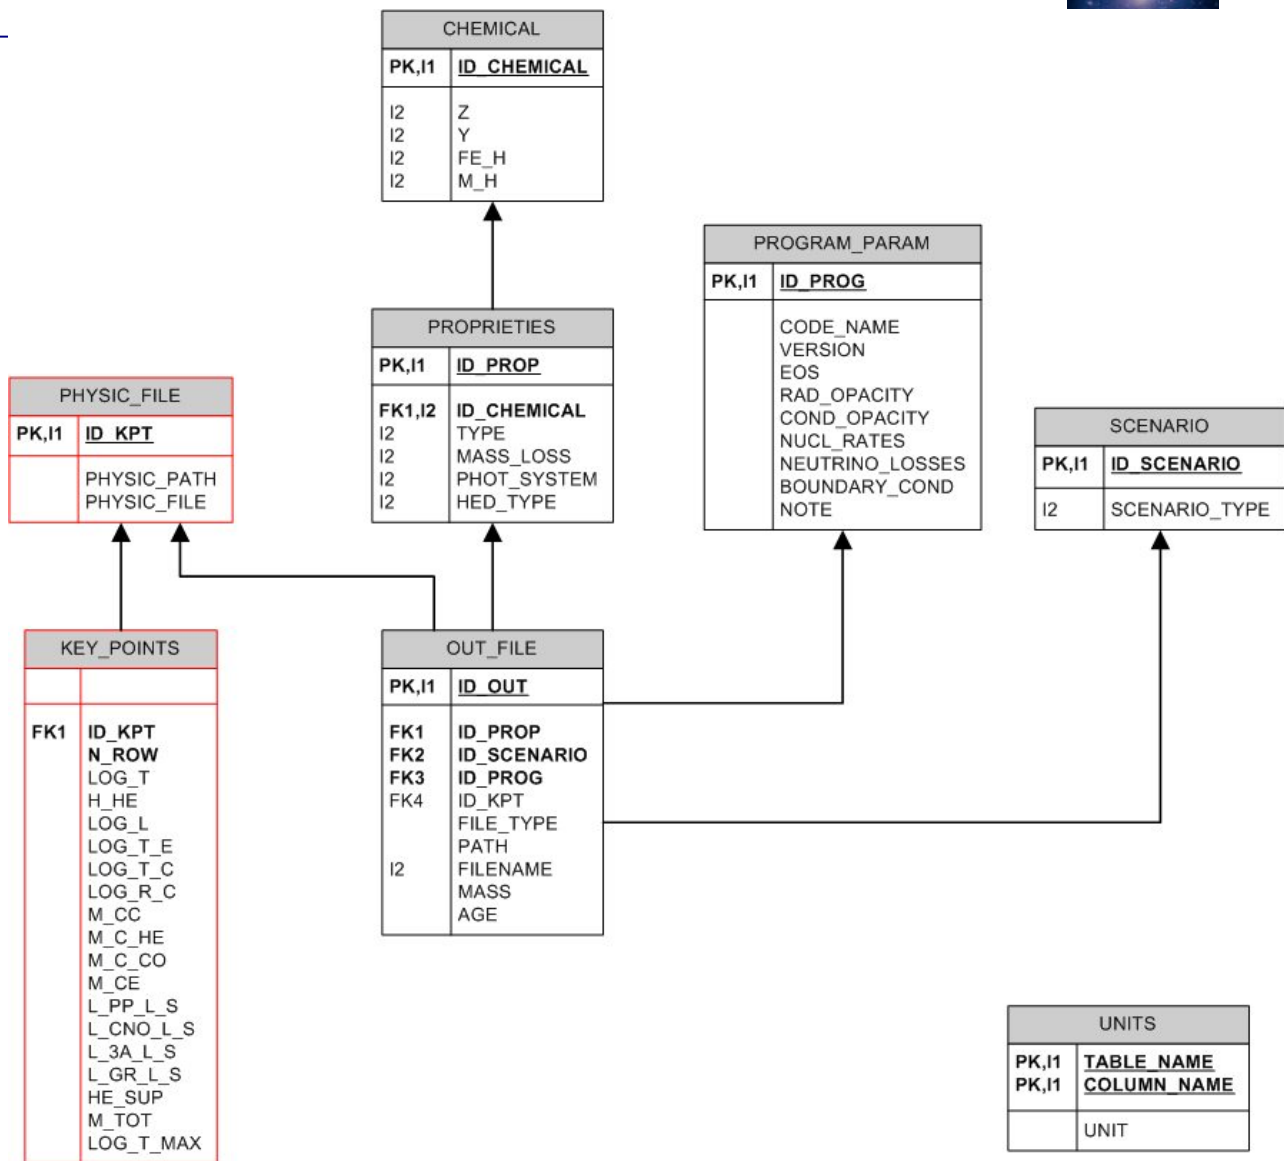 CHEMICAL
PK,I1 ID_CHEMICAL
I2 Z
I2 Y
I2 FE_H
I2 M_H
PROGRAM_PARAM
PK,I1 ID_PROG
CODE_NAME
VERSION
EOS
RAD_OPACITY
COND_OPACITY
NUCL_RATES
NEUTRINO_LOSSES
BOUNDARY_COND
NOTE
PROPRIETIES
PK,I1 ID_PROP
FK1,I2 ID_CHEMICAL
I2 TYPE
I2 MASS_LOSS
I2 PHOT_SYSTEM
I2 HED_TYPE
PHYSIC_FILE
PK,I1 ID_KPT
PHYSIC_PATH
PHYSIC_FILE
SCENARIO
PK,I1 ID_SCENARIO
I2 SCENARIO_TYPE
KEY_POINTS
FK1 ID_KPT
N_ROW
LOG_T
H_HE
LOG_L
LOG_T_E
LOG_T_C
LOG_R_C
M_CC
M_C_HE
M_C_CO
M_CE
L_PP_L_S
L_CNO_L_S
L_3A_L_S
L_GR_L_S
HE_SUP
M_TOT
LOG_T_MAX
OUT_FILE
PK,I1 ID_OUT
FK1 ID_PROP
FK2 ID_SCENARIO
FK3 ID_PROG
FK4 ID_KPT
FILE_TYPE
PATH
I2 FILENAME
MASS
AGE
UNITS
PK,I1 TABLE_NAME
PK,I1 COLUMN_NAME
UNIT